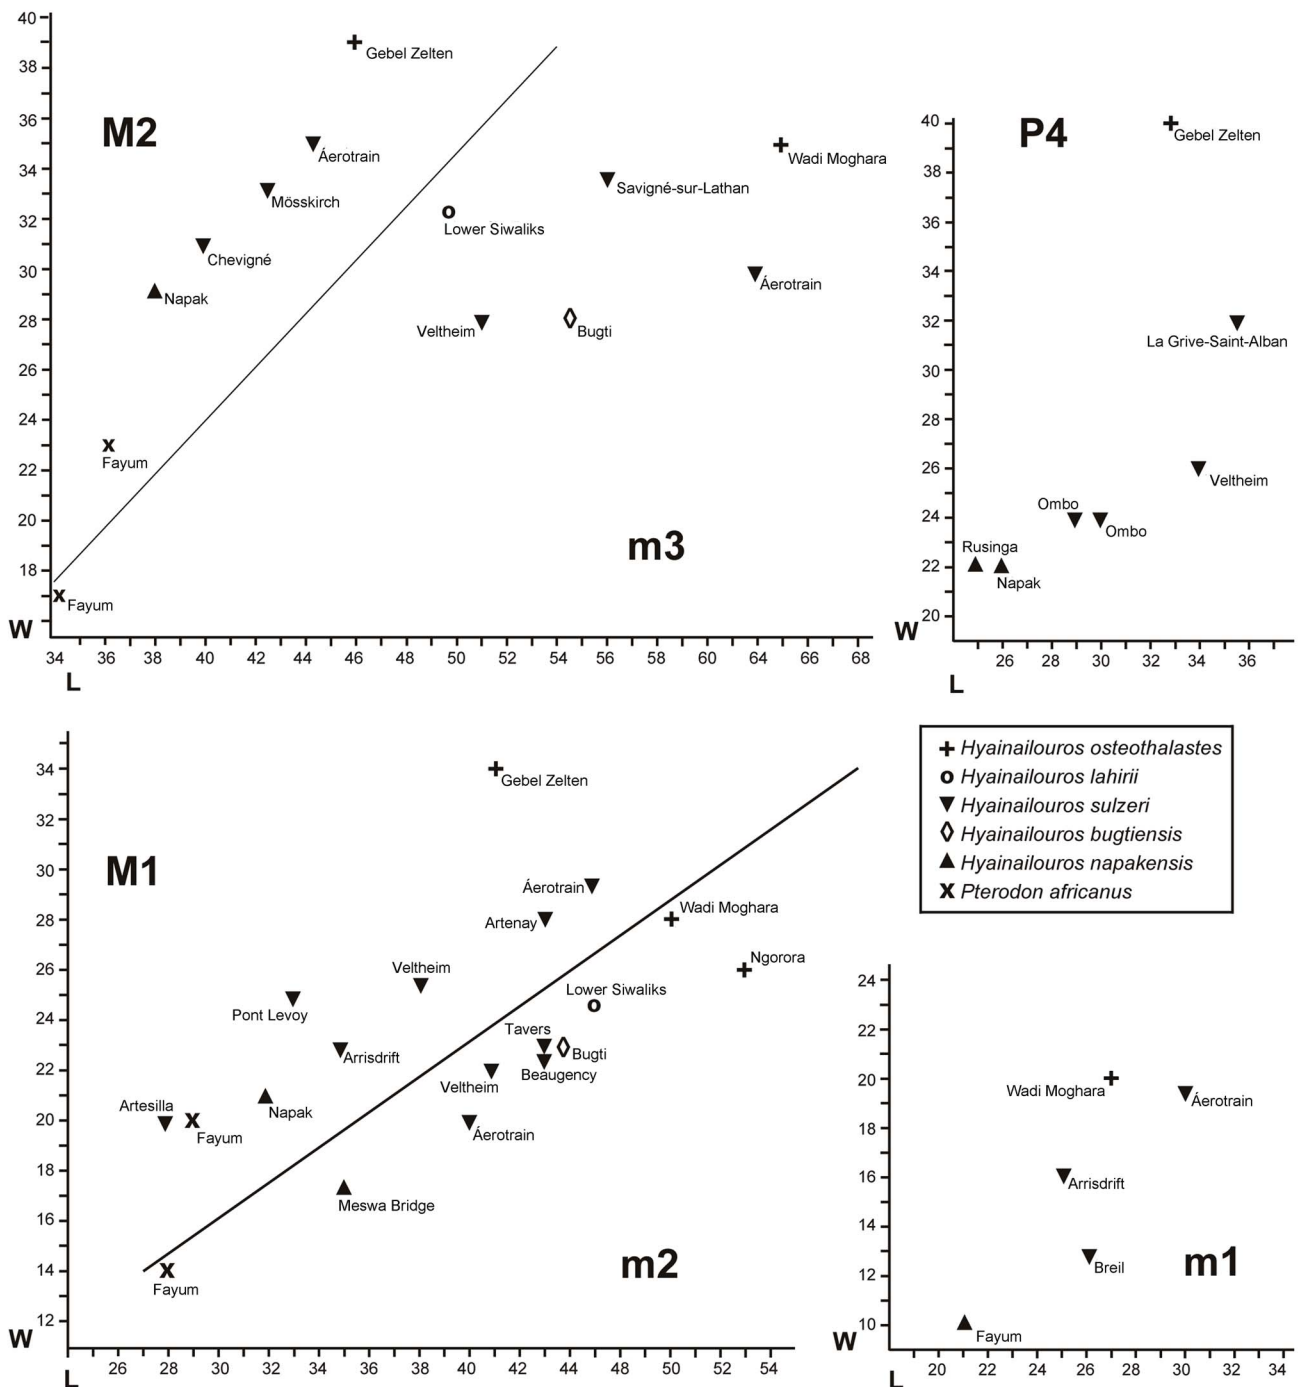 40
38
36
34
32
30
28
26
24
22
20
18
W
M2
Gebel Zelten
Áerotrain
Mösskirch
Chevigné
Napak
Fayum
Fayum
Wadi Moghara
Savigné-sur-Lathan
Lower Siwaliks
Áerotrain
Veltheim
Bugti
m3
34 36 38 40 42 44 46 48 50 52 54 56 58 60 62 64 66 68
L
40
38
36
34
32
30
28
26
24
22
20
W
P4
Gebel Zelten
La Grive-Saint-Alban
Veltheim
Ombo
Ombo
Rusinga
Napak
26 28 30 32 34 36
L
34
32
30
28
26
24
22
20
18
16
14
12
W
M1
Gebel Zelten
Áerotrain
Artenay
Veltheim
Pont Levoy
Arrisdrift
Napak
Artesilla
Fayum
Wadi Moghara
Ngorora
Lower Siwaliks
Tavers
Bugti
Beaugency
Veltheim
Áerotrain
Meswa Bridge
Fayum
m2
26 28 30 32 34 36 38 40 42 44 46 48 50 52 54
L
+ Hyainailouros osteothalastes
o Hyainailouros lahirii
▼ Hyainailouros sulzeri
◊ Hyainailouros bugtiensis
▲ Hyainailouros napakensis
x Pterodon africanus
24
22
20
18
16
14
12
10
W
Wadi Moghara
Áerotrain
Arrisdrift
Breil
Fayum
m1
20 22 24 26 28 30 32 34
L